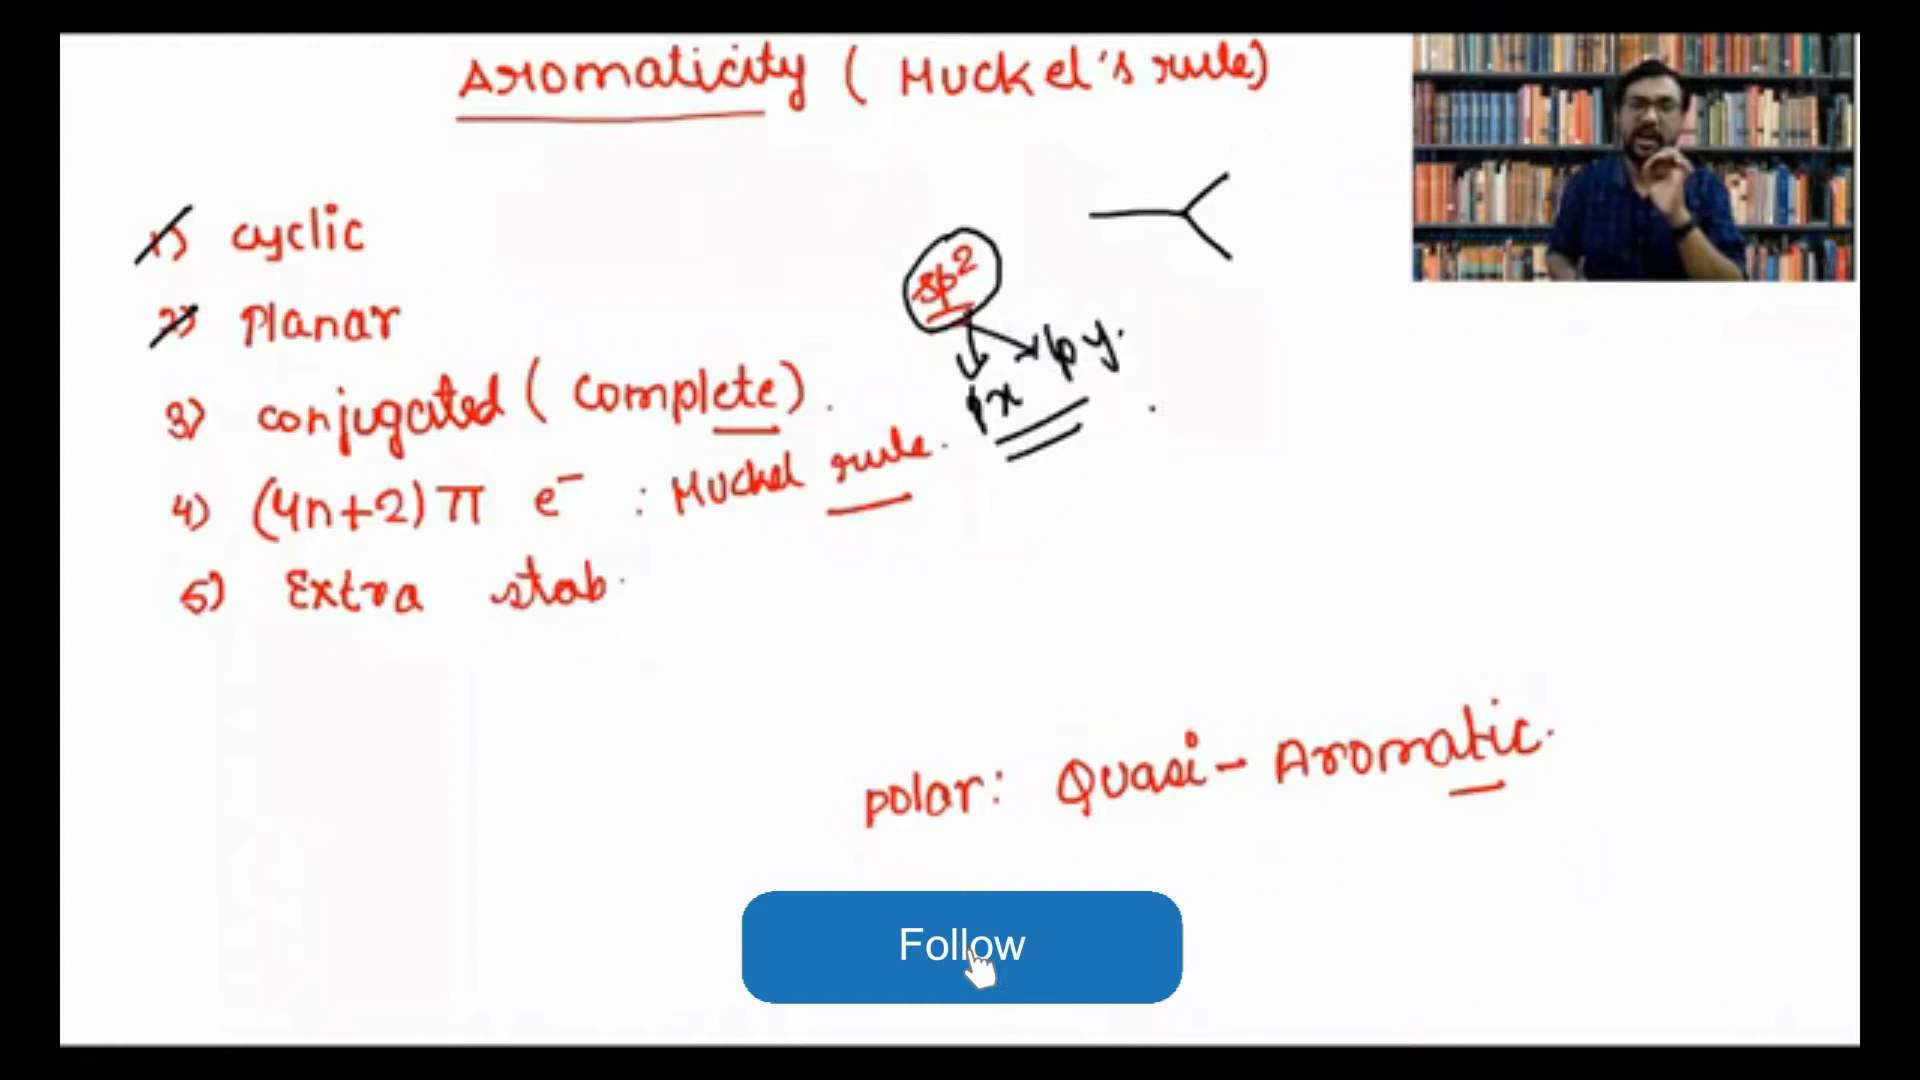 Aromaticity ( Huckel's rule)
1) cyclic
2) Planar
sp²
px
py.
3) conjugated ( complete) .
4) (4n+2) π e⁻ : Huckel rule.
5) Extra stab.
polar: Quasi - Aromatic.
Follow